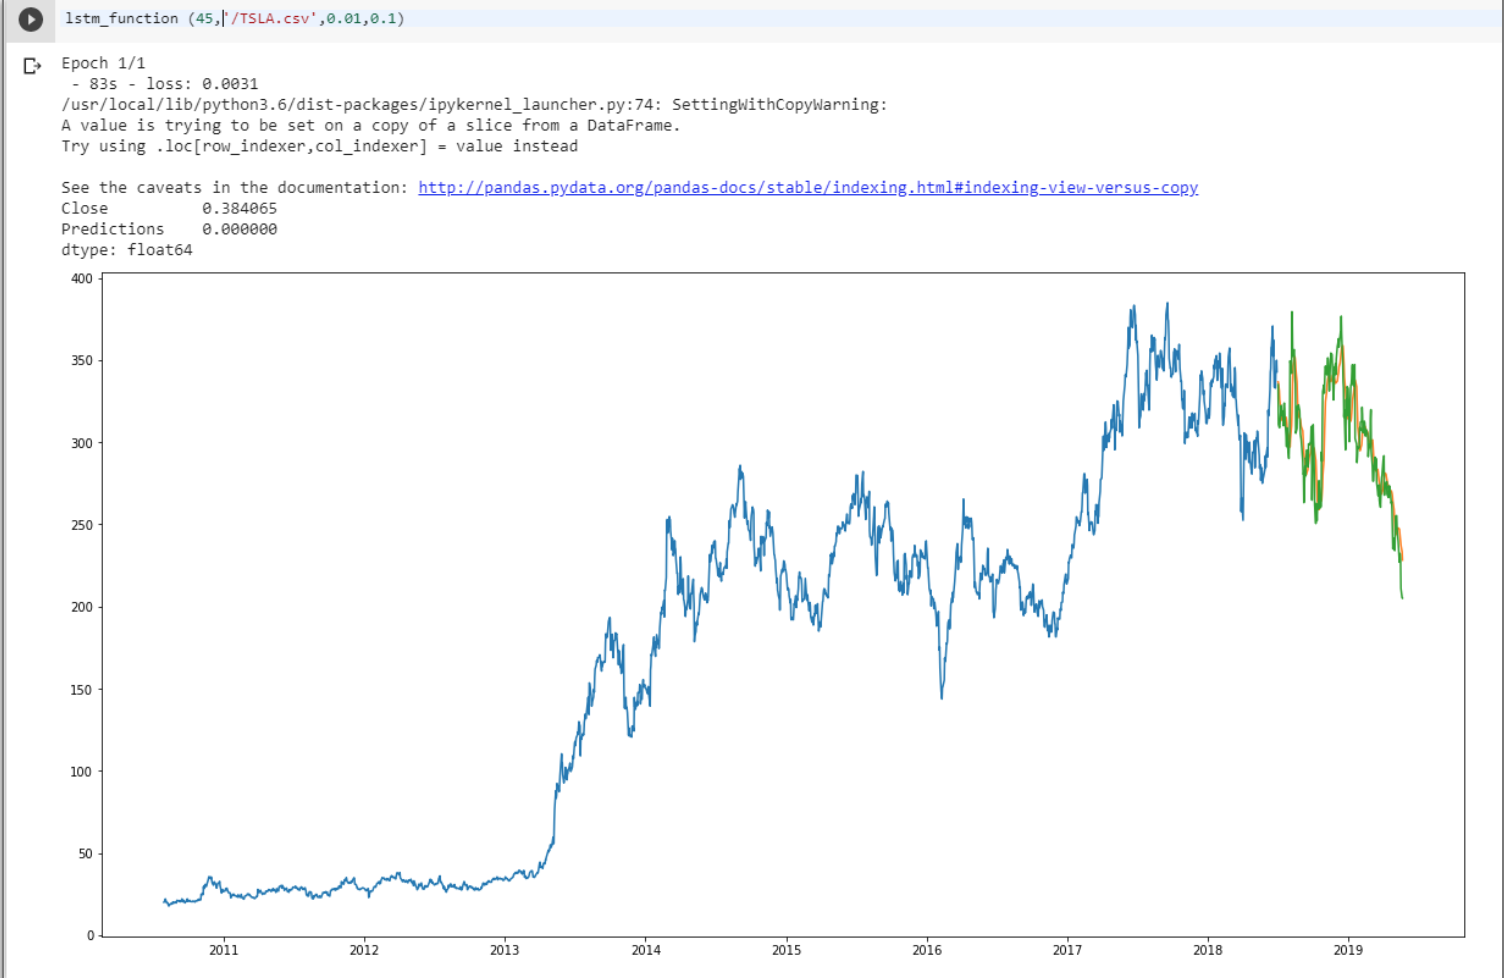 lstm_function (45,'/TSLA.csv',0.01,0.1)
Epoch 1/1
 - 83s - loss: 0.0031
/usr/local/lib/python3.6/dist-packages/ipykernel_launcher.py:74: SettingWithCopyWarning:
A value is trying to be set on a copy of a slice from a DataFrame.
Try using .loc[row_indexer,col_indexer] = value instead
See the caveats in the documentation: http://pandas.pydata.org/pandas-docs/stable/indexing.html#indexing-view-versus-copy
Close 0.384065
Predictions 0.000000
dtype: float64
400
350
300
250
200
150
100
50
0
2011 2012 2013 2014 2015 2016 2017 2018 2019